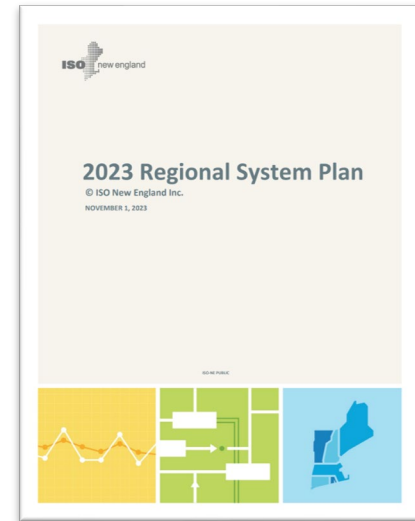 ISO new england
2023 Regional System Plan
© ISO New England Inc.
NOVEMBER 1, 2023
ISO-NE PUBLIC